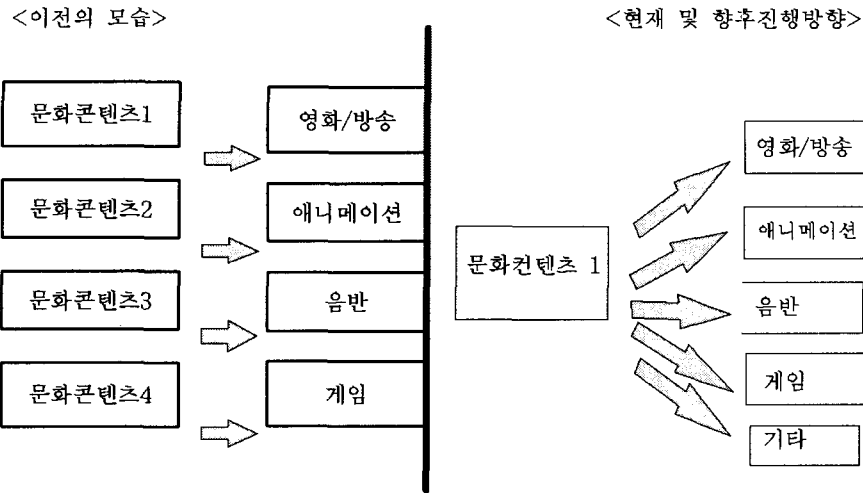 <이전의 모습>
<현재 및 향후진행방향>
문화콘텐츠1
영화/방송
문화콘텐츠2
애니메이션
문화콘텐츠3
음반
문화콘텐츠4
게임
문화컨텐츠 1
영화/방송
애니메이션
음반
게임
기타